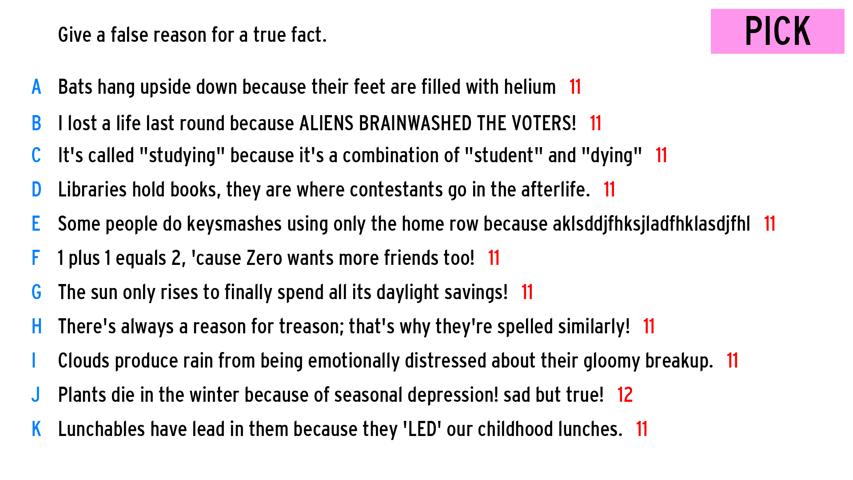 Give a false reason for a true fact.
PICK
A Bats hang upside down because their feet are filled with helium 11
B I lost a life last round because ALIENS BRAINWASHED THE VOTERS! 11
C It's called "studying" because it's a combination of "student" and "dying" 11
D Libraries hold books, they are where contestants go in the afterlife. 11
E Some people do keysmashes using only the home row because aklsddjfhksjladfhklasdjfhl 11
F 1 plus 1 equals 2, 'cause Zero wants more friends too! 11
G The sun only rises to finally spend all its daylight savings! 11
H There's always a reason for treason; that's why they're spelled similarly! 11
I Clouds produce rain from being emotionally distressed about their gloomy breakup. 11
J Plants die in the winter because of seasonal depression! sad but true! 12
K Lunchables have lead in them because they 'LED' our childhood lunches. 11